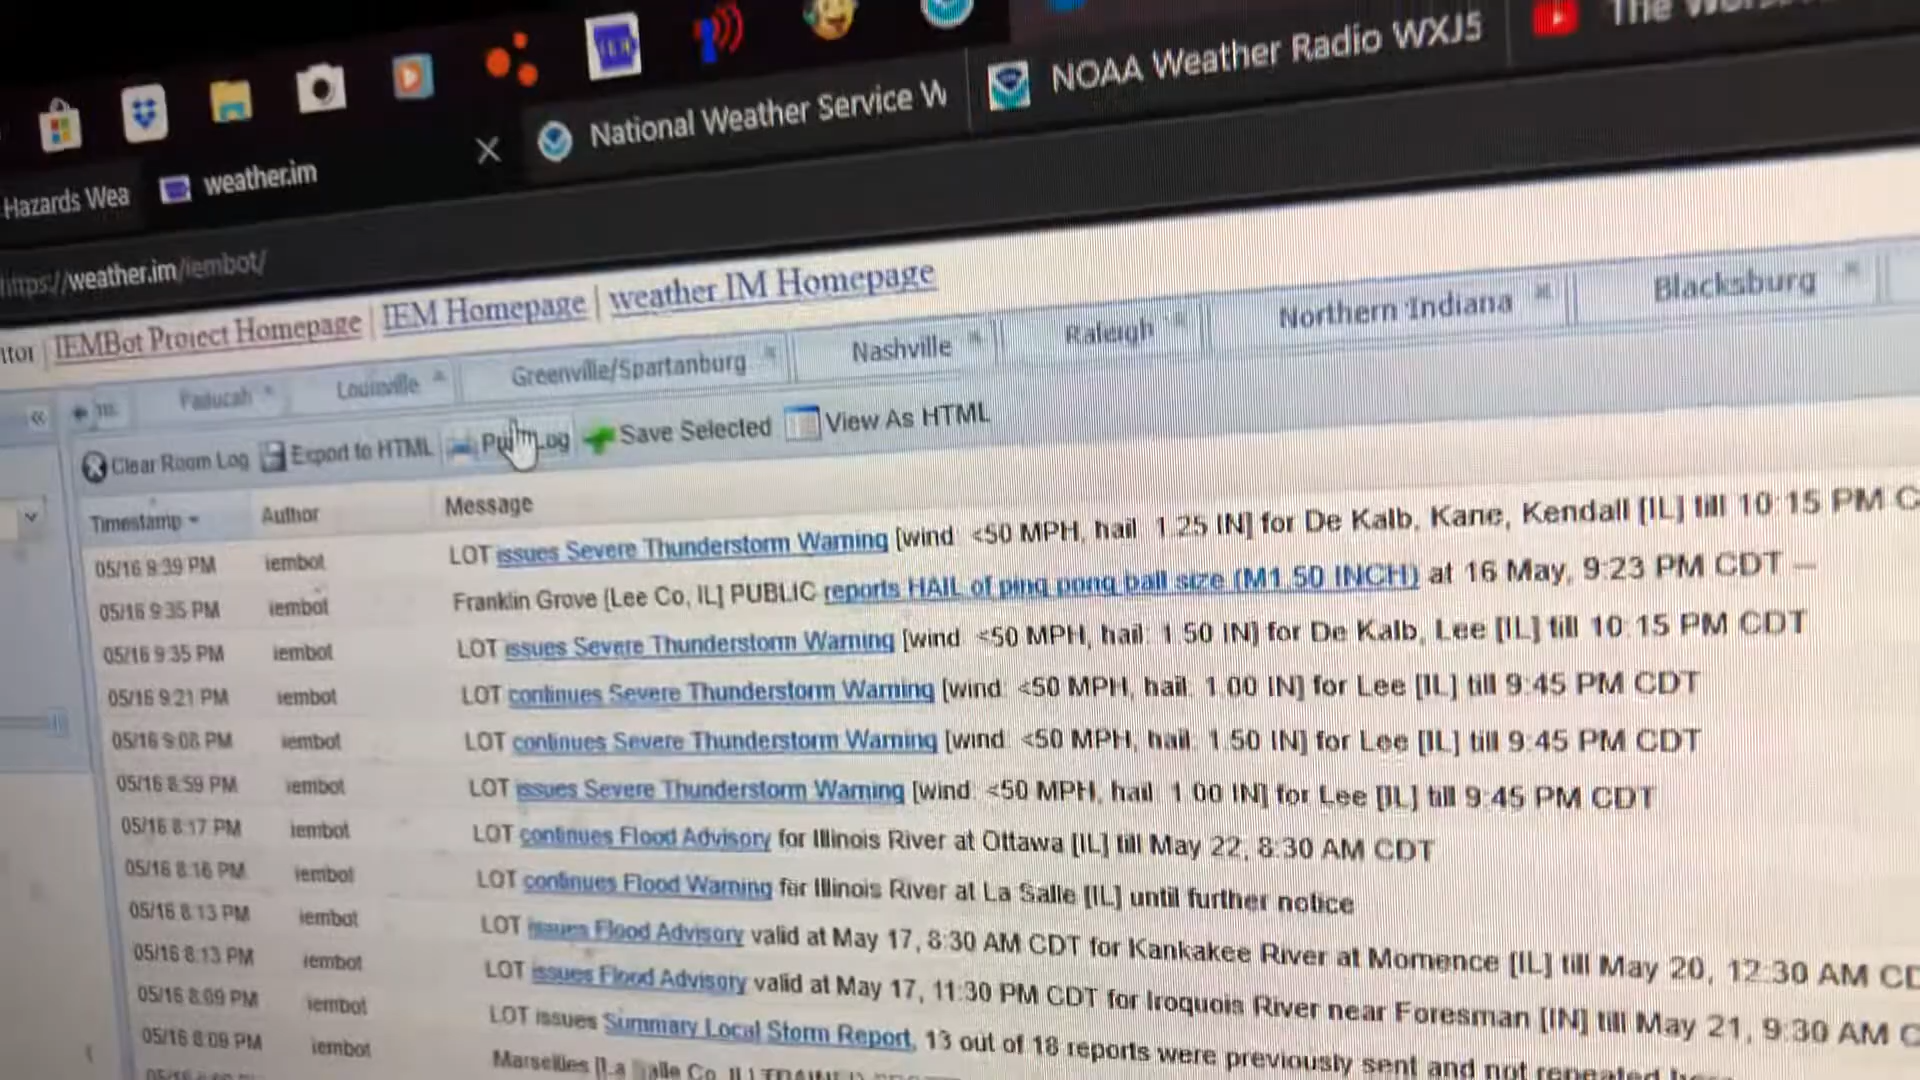 NOAA Weather Radio WXJ5
The
National Weather Service W
weather.im
Hazards Wea
https://weather.im/iembot/
itor | IEMBot Project Homepage | IEM Homepage | weather IM Homepage
Paducah Louisville Greenville/Spartanburg Nashville Raleigh Northern Indiana Blacksburg
Clear Room Log Export to HTML Log Save Selected View As HTML
Timestamp Author Message
05/16 9:39 PM iembot LOT issues Severe Thunderstorm Warning [wind: <50 MPH, hail: 1.25 IN] for De Kalb, Kane, Kendall [IL] till 10:15 PM C
05/16 9:35 PM iembot Franklin Grove [Lee Co, IL] PUBLIC reports HAIL of ping pong ball size (M1.50 INCH) at 16 May, 9:23 PM CDT --
05/16 9:35 PM iembot LOT issues Severe Thunderstorm Warning [wind: <50 MPH, hail: 1.50 IN] for De Kalb, Lee [IL] till 10:15 PM CDT
05/16 9:21 PM iembot LOT continues Severe Thunderstorm Warning [wind: <50 MPH, hail: 1.00 IN] for Lee [IL] till 9:45 PM CDT
05/16 9:08 PM iembot LOT continues Severe Thunderstorm Warning [wind: <50 MPH, hail: 1.50 IN] for Lee [IL] till 9:45 PM CDT
05/16 8:59 PM iembot LOT issues Severe Thunderstorm Warning [wind: <50 MPH, hail: 1.00 IN] for Lee [IL] till 9:45 PM CDT
05/16 8:17 PM iembot LOT continues Flood Advisory for Illinois River at Ottawa [IL] till May 22, 8:30 AM CDT
05/16 8:16 PM iembot LOT continues Flood Warning for Illinois River at La Salle [IL] until further notice
05/16 8:13 PM iembot LOT issues Flood Advisory valid at May 17, 8:30 AM CDT for Kankakee River at Momence [IL] till May 20, 12:30 AM CD
05/16 8:13 PM iembot LOT issues Flood Advisory valid at May 17, 11:30 PM CDT for Iroquois River near Foresman [IN] till May 21, 9:30 AM C
05/16 8:09 PM iembot LOT issues Summary Local Storm Report, 13 out of 18 reports were previously sent and not repeated
05/16 8:09 PM iembot Marseilles [La Salle Co, IL]